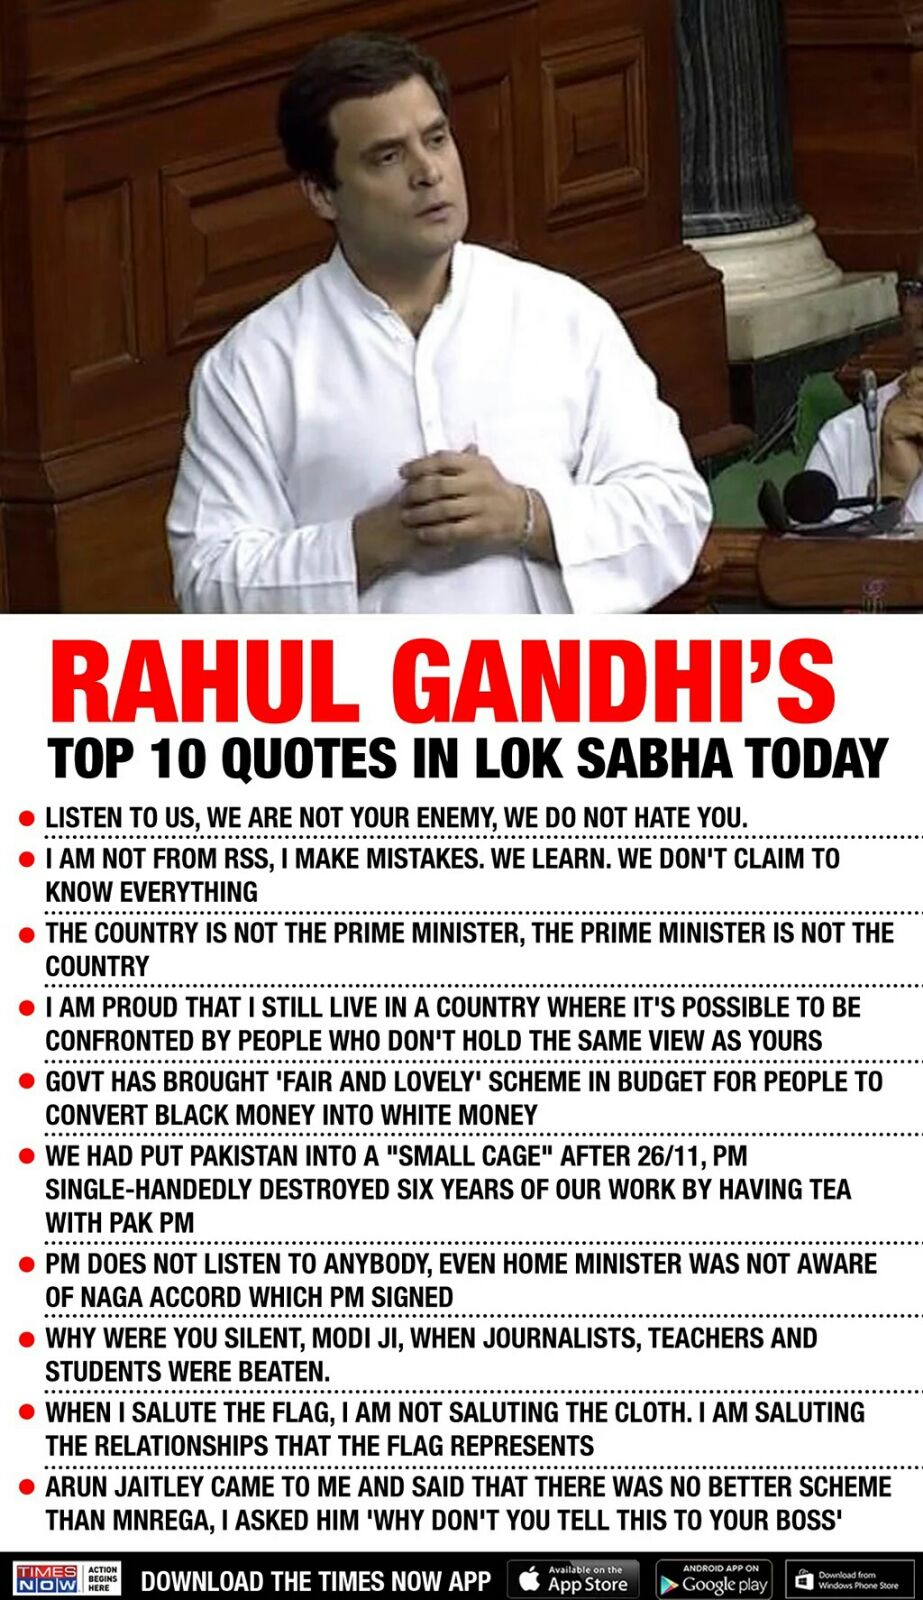 RAHUL GANDHI'S
TOP 10 QUOTES IN LOK SABHA TODAY
LISTEN TO US, WE ARE NOT YOUR ENEMY, WE DO NOT HATE YOU.
I AM NOT FROM RSS, I MAKE MISTAKES. WE LEARN. WE DON'T CLAIM TO
KNOW EVERYTHING
THE COUNTRY IS NOT THE PRIME MINISTER, THE PRIME MINISTER IS NOT THE
COUNTRY
I AM PROUD THAT I STILL LIVE IN A COUNTRY WHERE IT'S POSSIBLE TO BE
CONFRONTED BY PEOPLE WHO DON'T HOLD THE SAME VIEW AS YOURS
GOVT HAS BROUGHT 'FAIR AND LOVELY' SCHEME IN BUDGET FOR PEOPLE TO
CONVERT BLACK MONEY INTO WHITE MONEY
WE HAD PUT PAKISTAN INTO A "SMALL CAGE" AFTER 26/11, PM
SINGLE-HANDEDLY DESTROYED SIX YEARS OF OUR WORK BY HAVING TEA
WITH PAK PM
PM DOES NOT LISTEN TO ANYBODY, EVEN HOME MINISTER WAS NOT AWARE
OF NAGA ACCORD WHICH PM SIGNED
WHY WERE YOU SILENT, MODI JI, WHEN JOURNALISTS, TEACHERS AND
STUDENTS WERE BEATEN.
WHEN I SALUTE THE FLAG, I AM NOT SALUTING THE CLOTH. I AM SALUTING
THE RELATIONSHIPS THAT THE FLAG REPRESENTS
ARUN JAITLEY CAME TO ME AND SAID THAT THERE WAS NO BETTER SCHEME
THAN MNREGA, I ASKED HIM 'WHY DON'T YOU TELL THIS TO YOUR BOSS'
TIMES
NOW
ACTION
BEGINS
HERE
DOWNLOAD THE TIMES NOW APP
Available on the
App Store
ANDROID APP ON
Google play
Download from
Windows Phone Store